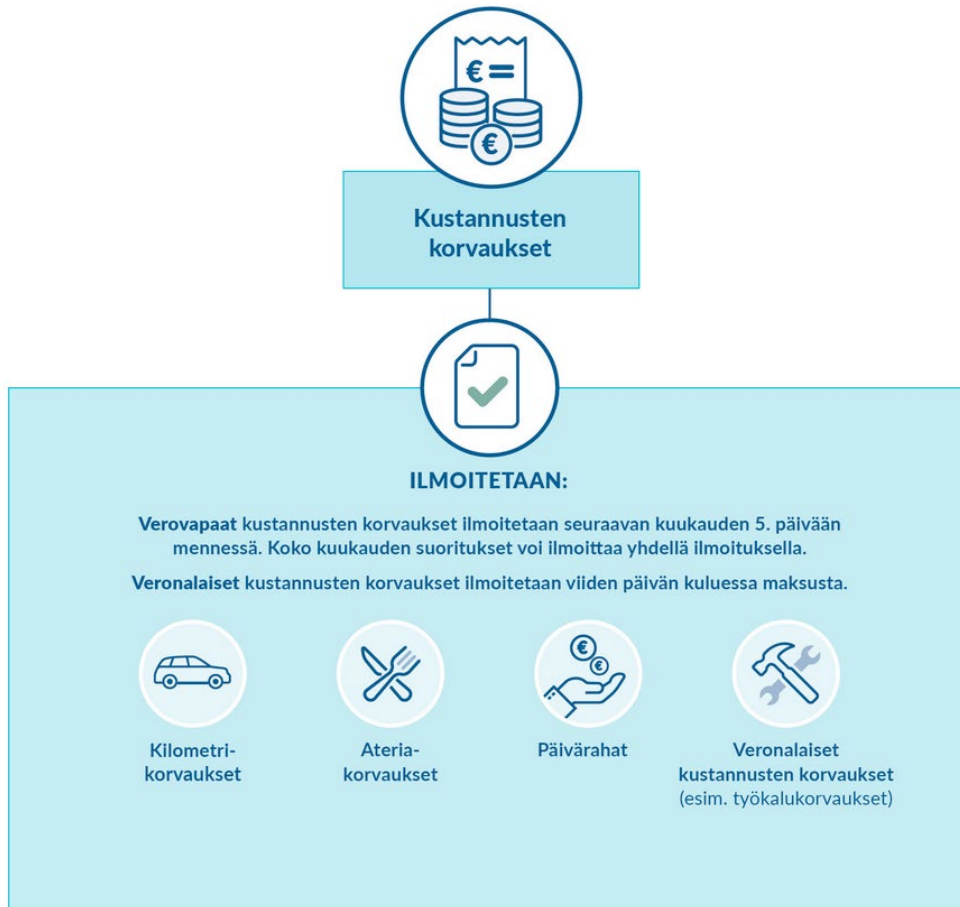 € =
€
Kustannusten
korvaukset
ILMOITETAAN:
Verovapaat kustannusten korvaukset ilmoitetaan seuraavan kuukauden 5. päivään
mennessä. Koko kuukauden suoritukset voi ilmoittaa yhdellä ilmoituksella.
Veronalaiset kustannusten korvaukset ilmoitetaan viiden päivän kuluessa maksusta.
€
€
Kilometri-
korvaukset
Ateria-
korvaukset
Päivärahat
Veronalaiset
kustannusten korvaukset
(esim. työkalukorvaukset)